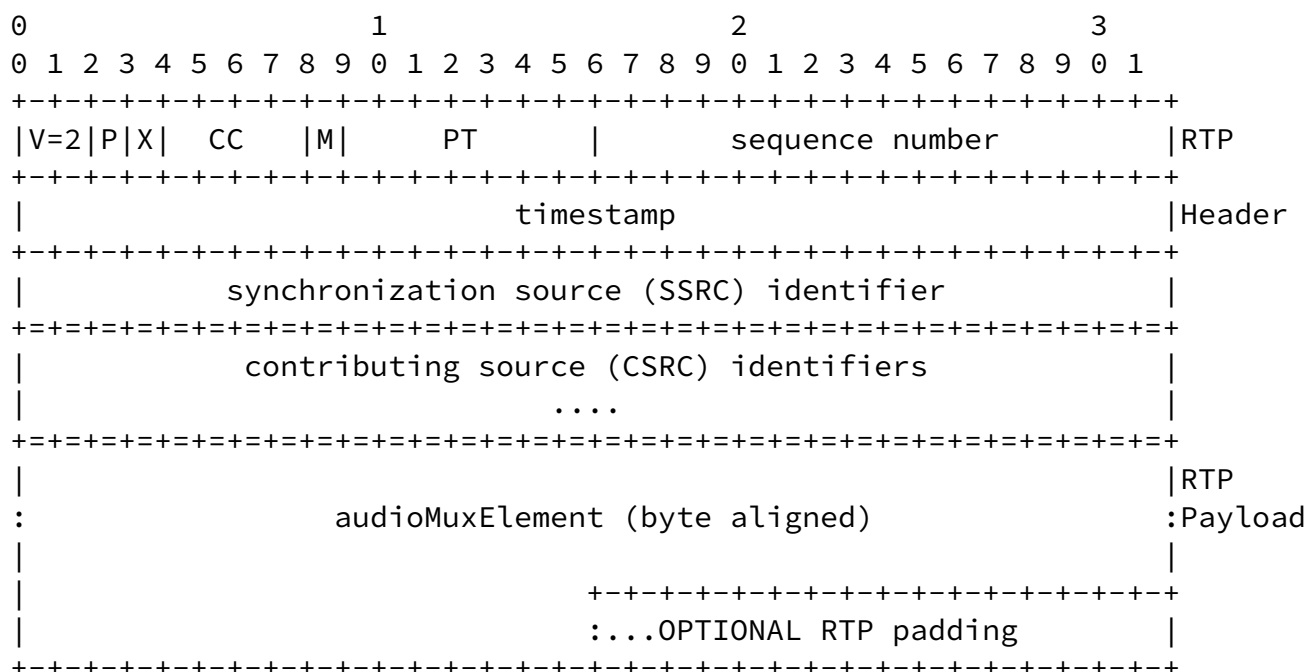 0                   1                   2                   3
0 1 2 3 4 5 6 7 8 9 0 1 2 3 4 5 6 7 8 9 0 1 2 3 4 5 6 7 8 9 0 1
+-+-+-+-+-+-+-+-+-+-+-+-+-+-+-+-+-+-+-+-+-+-+-+-+-+-+-+-+-+-+-+-+
|V=2|P|X|  CC   |M|     PT      |       sequence number         |RTP
+-+-+-+-+-+-+-+-+-+-+-+-+-+-+-+-+-+-+-+-+-+-+-+-+-+-+-+-+-+-+-+-+
|                           timestamp                           |Header
+-+-+-+-+-+-+-+-+-+-+-+-+-+-+-+-+-+-+-+-+-+-+-+-+-+-+-+-+-+-+-+-+
|           synchronization source (SSRC) identifier            |
+=+=+=+=+=+=+=+=+=+=+=+=+=+=+=+=+=+=+=+=+=+=+=+=+=+=+=+=+=+=+=+=+
|            contributing source (CSRC) identifiers             |
|                             ....                              |
+=+=+=+=+=+=+=+=+=+=+=+=+=+=+=+=+=+=+=+=+=+=+=+=+=+=+=+=+=+=+=+=+
|                                                               |RTP
:                 audioMuxElement (byte aligned)                :Payload
|                                                               |
|                               +-+-+-+-+-+-+-+-+-+-+-+-+-+-+-+-+
|                               :...OPTIONAL RTP padding        |
+-+-+-+-+-+-+-+-+-+-+-+-+-+-+-+-+-+-+-+-+-+-+-+-+-+-+-+-+-+-+-+-+